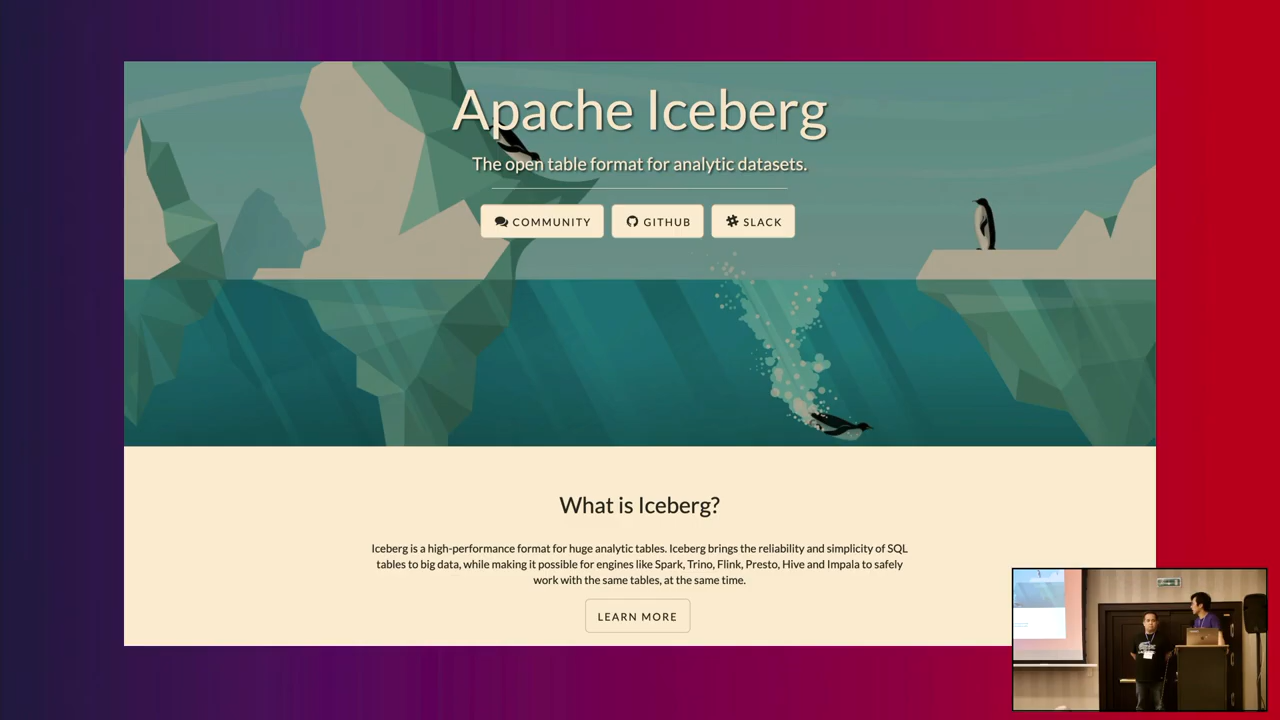 Apache Iceberg
The open table format for analytic datasets.
COMMUNITY
GITHUB
SLACK
What is Iceberg?
Iceberg is a high-performance format for huge analytic tables. Iceberg brings the reliability and simplicity of SQL
tables to big data, while making it possible for engines like Spark, Trino, Flink, Presto, Hive and Impala to safely
work with the same tables, at the same time.
LEARN MORE